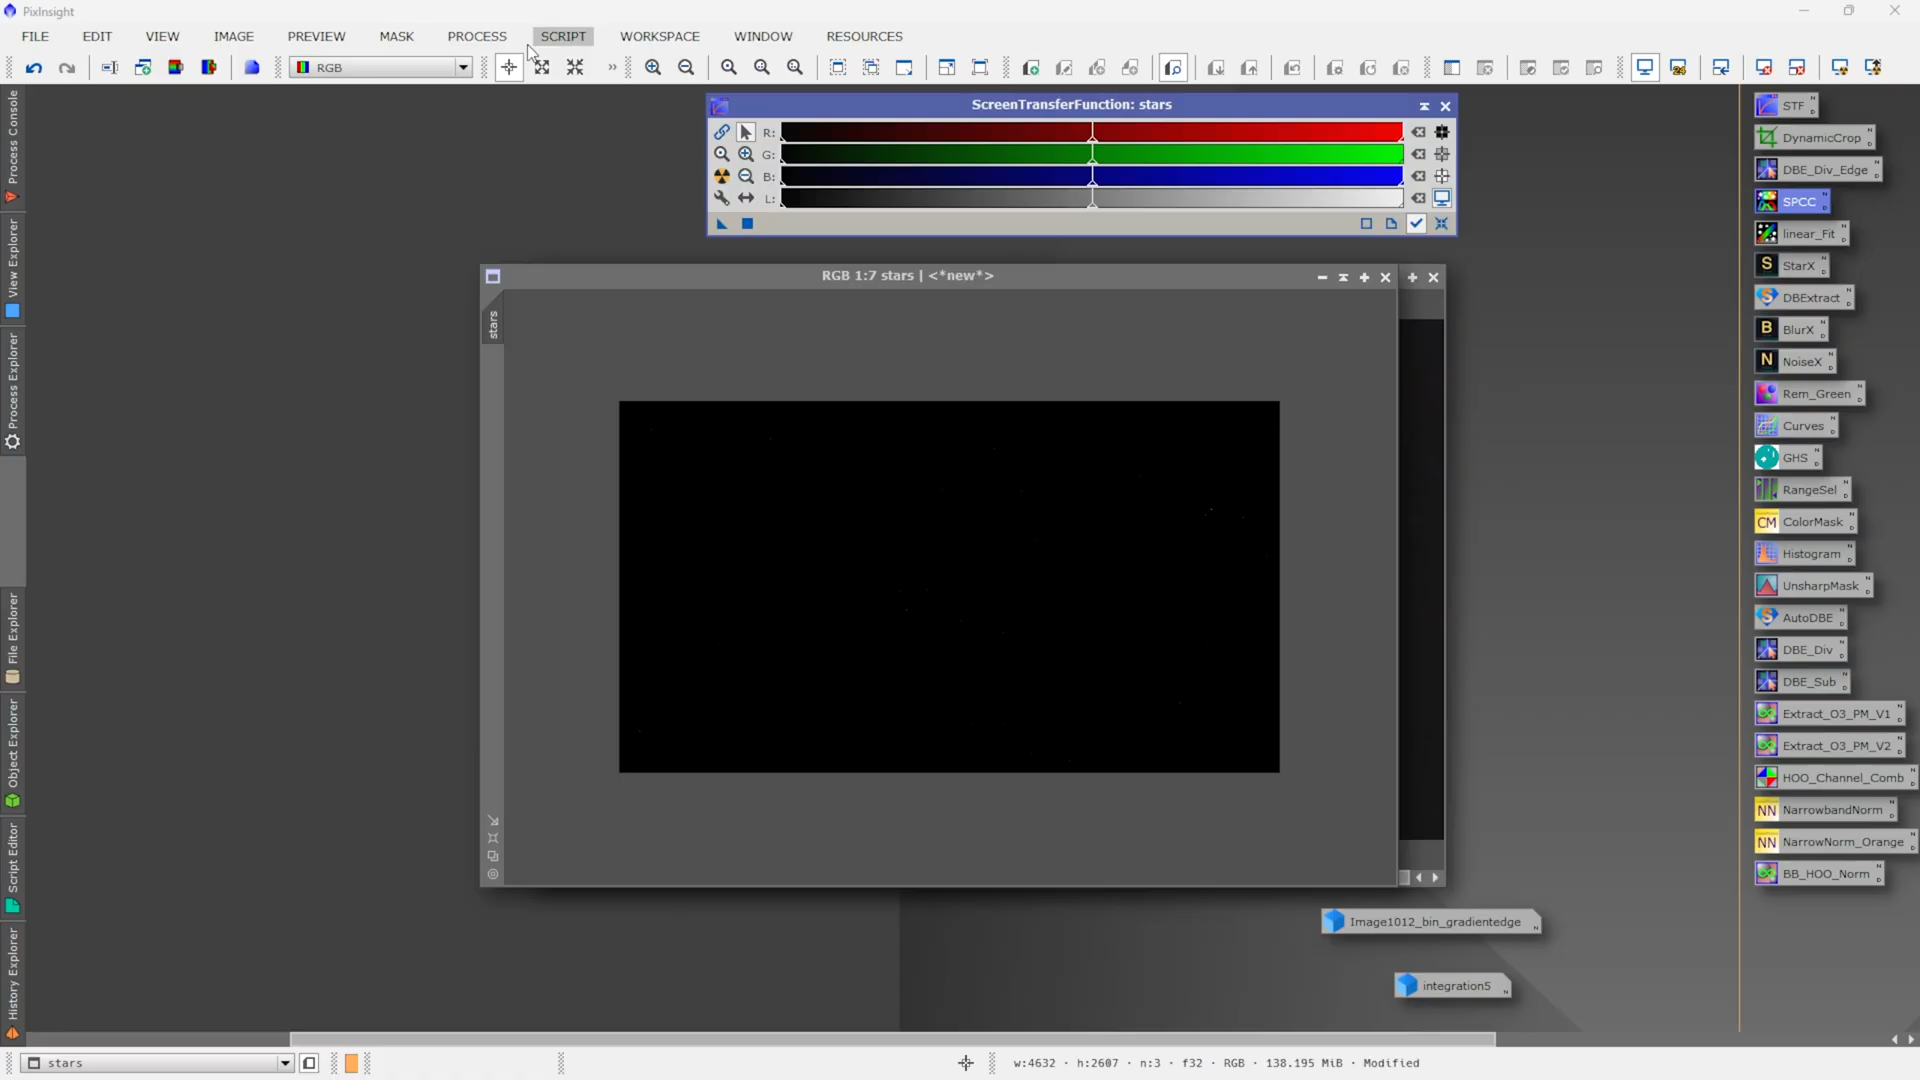 PixInsight
FILE EDIT VIEW IMAGE PREVIEW MASK PROCESS SCRIPT WORKSPACE WINDOW RESOURCES
RGB
Process Console
View Explorer
Process Explorer
File Explorer
Object Explorer
Script Editor
History Explorer
ScreenTransferFunction: stars
R:
G:
B:
L:
RGB 1:7 stars | <*new*>
stars
STF
DynamicCrop
DBE_Div_Edge
SPCC
linear_Fit
StarX
DBExtract
BlurX
NoiseX
Rem_Green
Curves
GHS
RangeSel
CM ColorMask
Histogram
UnsharpMask
AutoDBE
DBE_Div
DBE_Sub
Extract_O3_PM_V1
Extract_O3_PM_V2
HOO_Channel_Comb
NN NarrowbandNorm
NN NarrowNorm_Orange
BB_HOO_Norm
Image1012_bin_gradientedge
integration5
stars
w:4632 · h:2607 · n:3 · f32 · RGB · 138.195 MiB · Modified